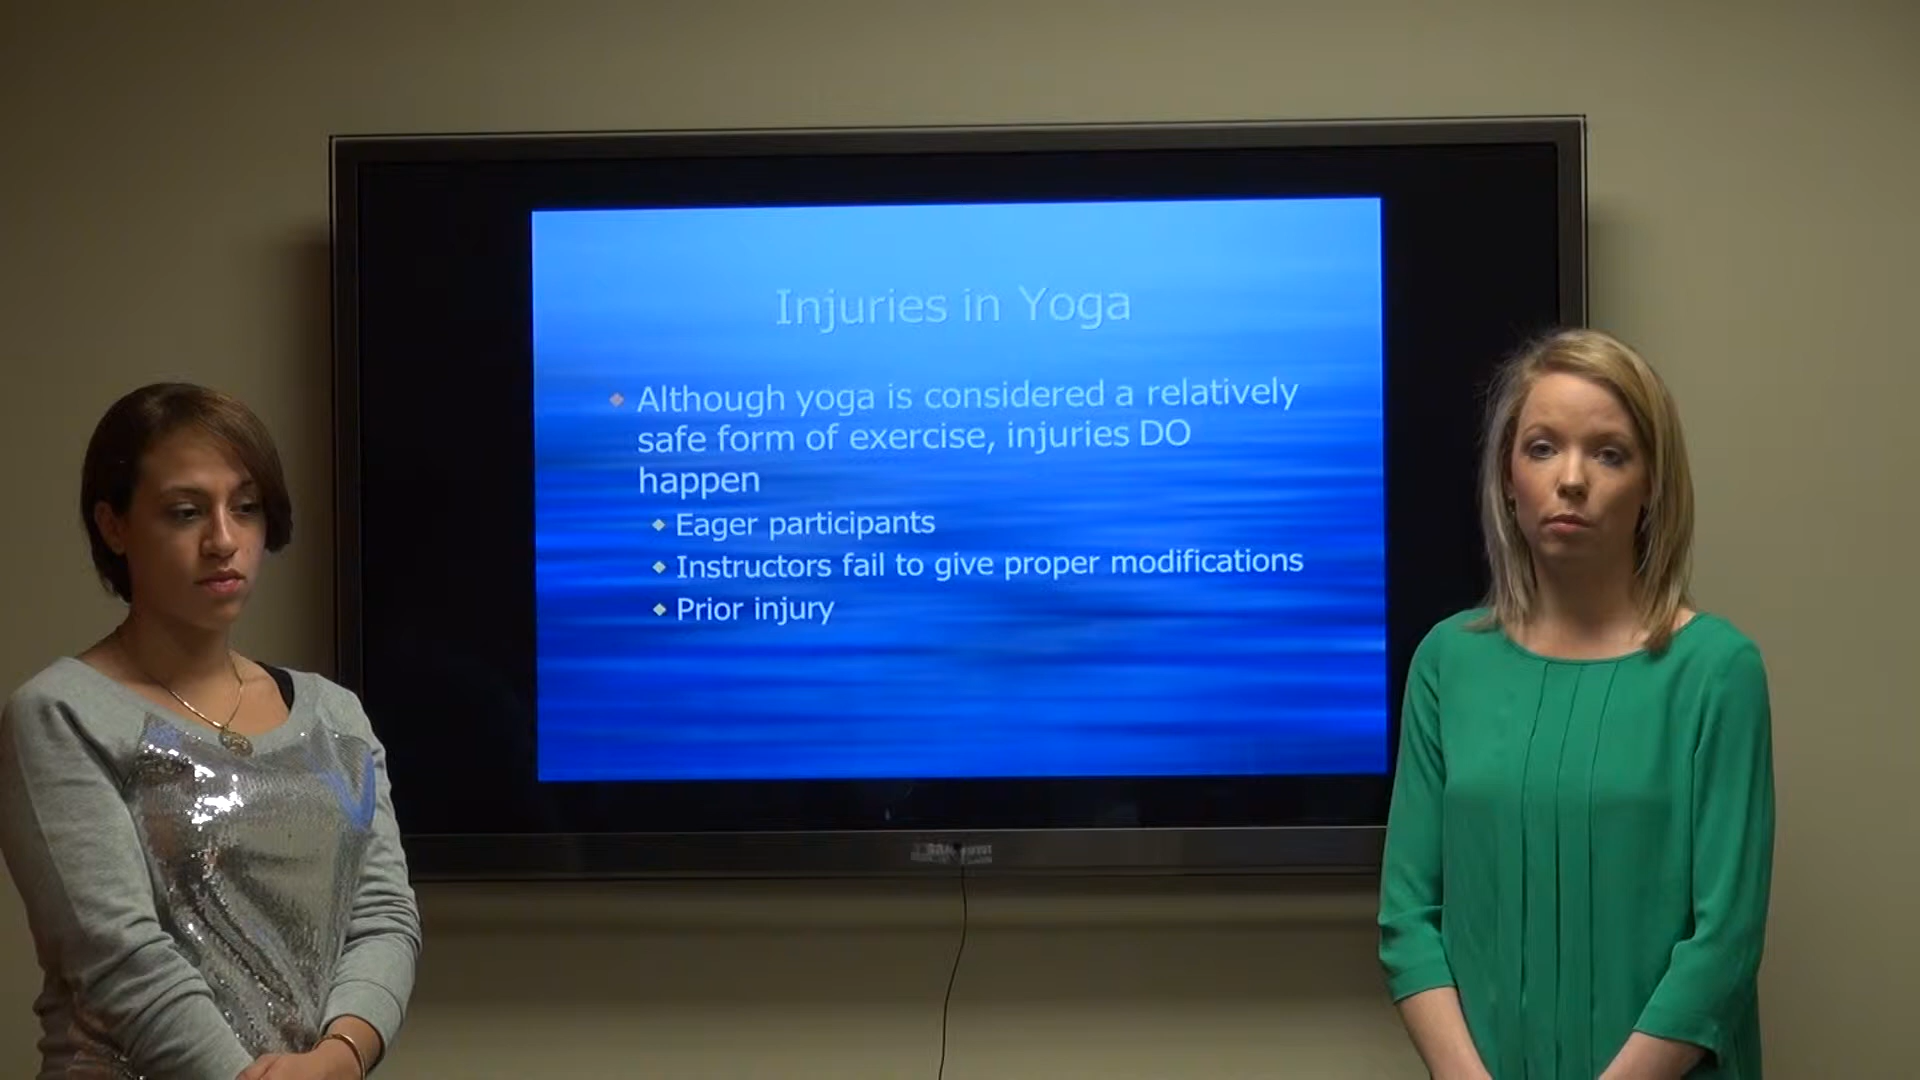 Injuries in Yoga
Although yoga is considered a relatively
safe form of exercise, injuries DO
happen
Eager participants
Instructors fail to give proper modifications
Prior injury